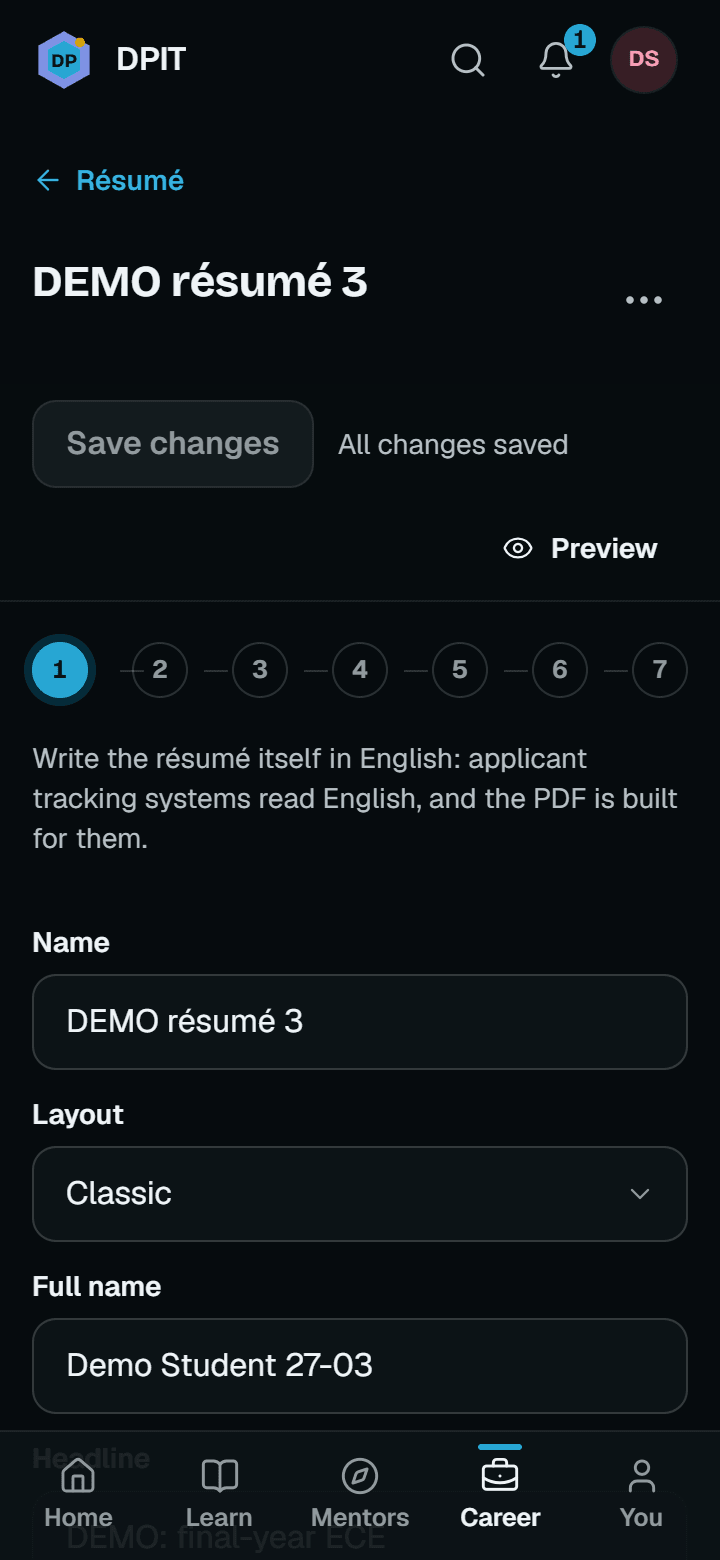 DP
DPIT
1
DS
Résumé
DEMO résumé 3
Save changes
All changes saved
Preview
1 2 3 4 5 6 7
Write the résumé itself in English: applicant
tracking systems read English, and the PDF is built
for them.
Name
DEMO résumé 3
Layout
Classic
Full name
Demo Student 27-03
Headline
Home Learn Mentors Career You
DEMO: final-year ECE